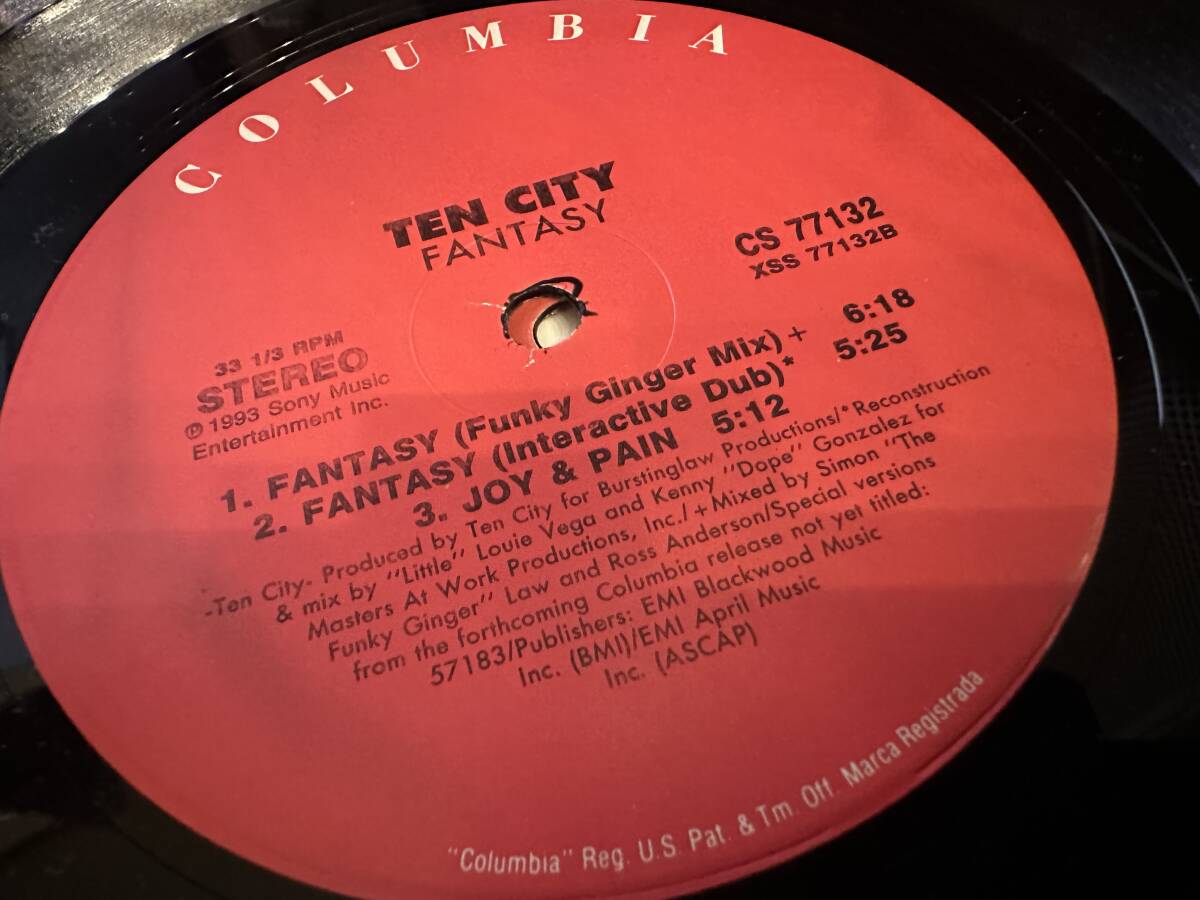 COLUMBIA
TEN CITY
FANTASY
CS 77132
XSS 77132B
33 1/3 RPM
STEREO
℗ 1993 Sony Music
Entertainment Inc.
1. FANTASY (Funky Ginger Mix)+ 6:18
2. FANTASY (Interactive Dub)* 5:25
3. JOY & PAIN 5:12
-Ten City- Produced by Ten City for Burstinglaw Productions/*Reconstruction
& mix by "Little" Louie Vega and Kenny "Dope" Gonzalez for
Masters At Work Productions, Inc./+Mixed by Simon "The
Funky Ginger" Law and Ross Anderson/Special versions
from the forthcoming Columbia release not yet titled:
57183/Publishers: EMI Blackwood Music
Inc. (BMI)/EMI April Music
Inc. (ASCAP)
"Columbia" Reg. U.S. Pat. & Tm. Off. Marca Registrada